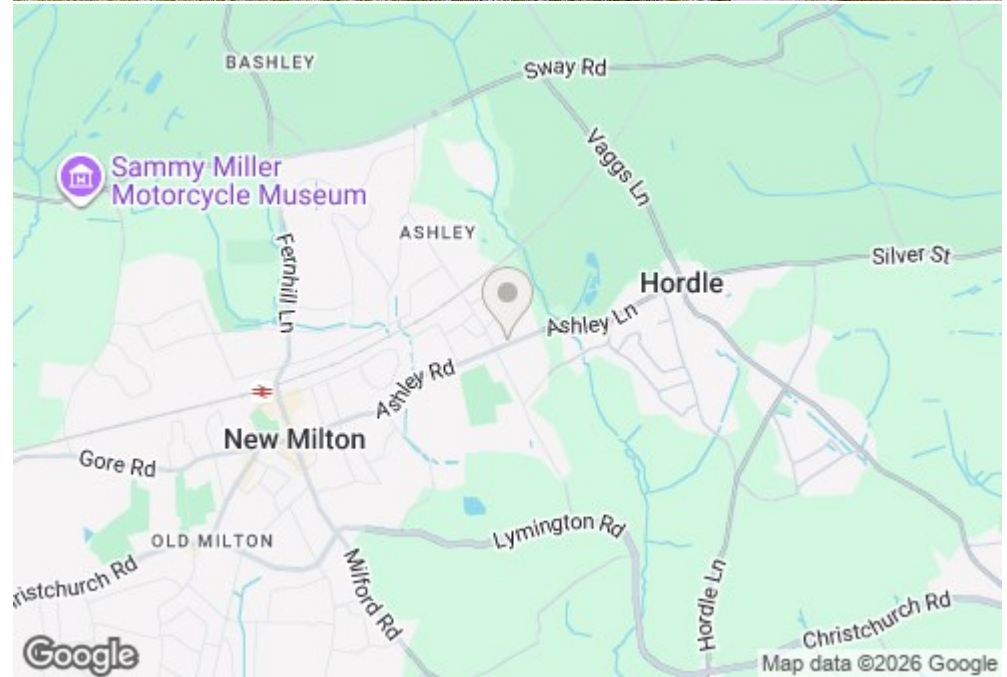 BASHLEY
Sway Rd
Vaggs Ln
Sammy Miller
Motorcycle Museum
ASHLEY
Fernhill Ln
Silver St
Hordle
Ashley Ln
Ashley Rd
New Milton
Gore Rd
Lymington Rd
OLD MILTON
ristchurch Rd
Milford Rd
Hordle Ln
Christchurch Rd
Google
Map data ©2026 Google